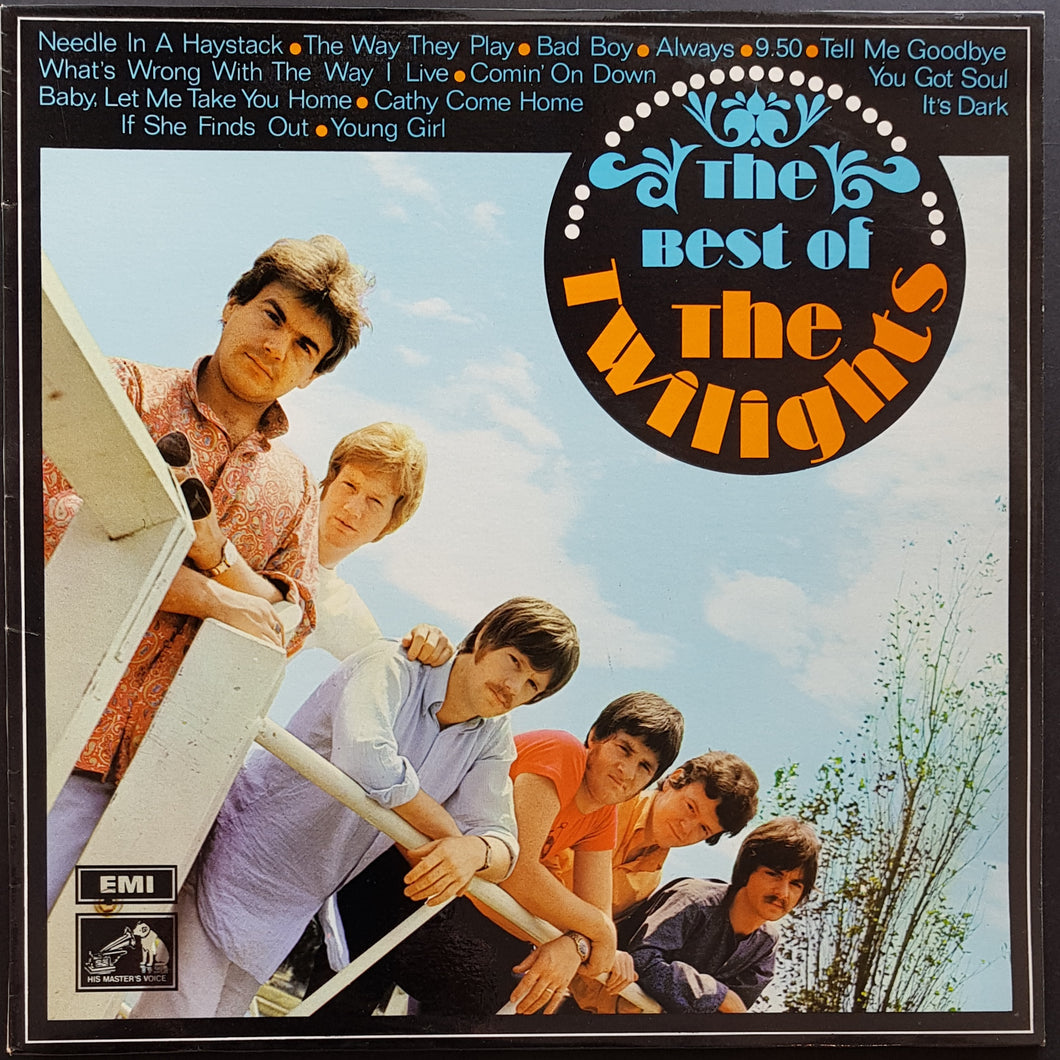 Needle In A Haystack • The Way They Play • Bad Boy • Always • 9.50 • Tell Me Goodbye
What's Wrong With The Way I Live • Comin' On Down
You Got Soul
Baby, Let Me Take You Home • Cathy Come Home
It's Dark
If She Finds Out • Young Girl
The
Best of
The
Twilights
EMI
HIS MASTER'S VOICE